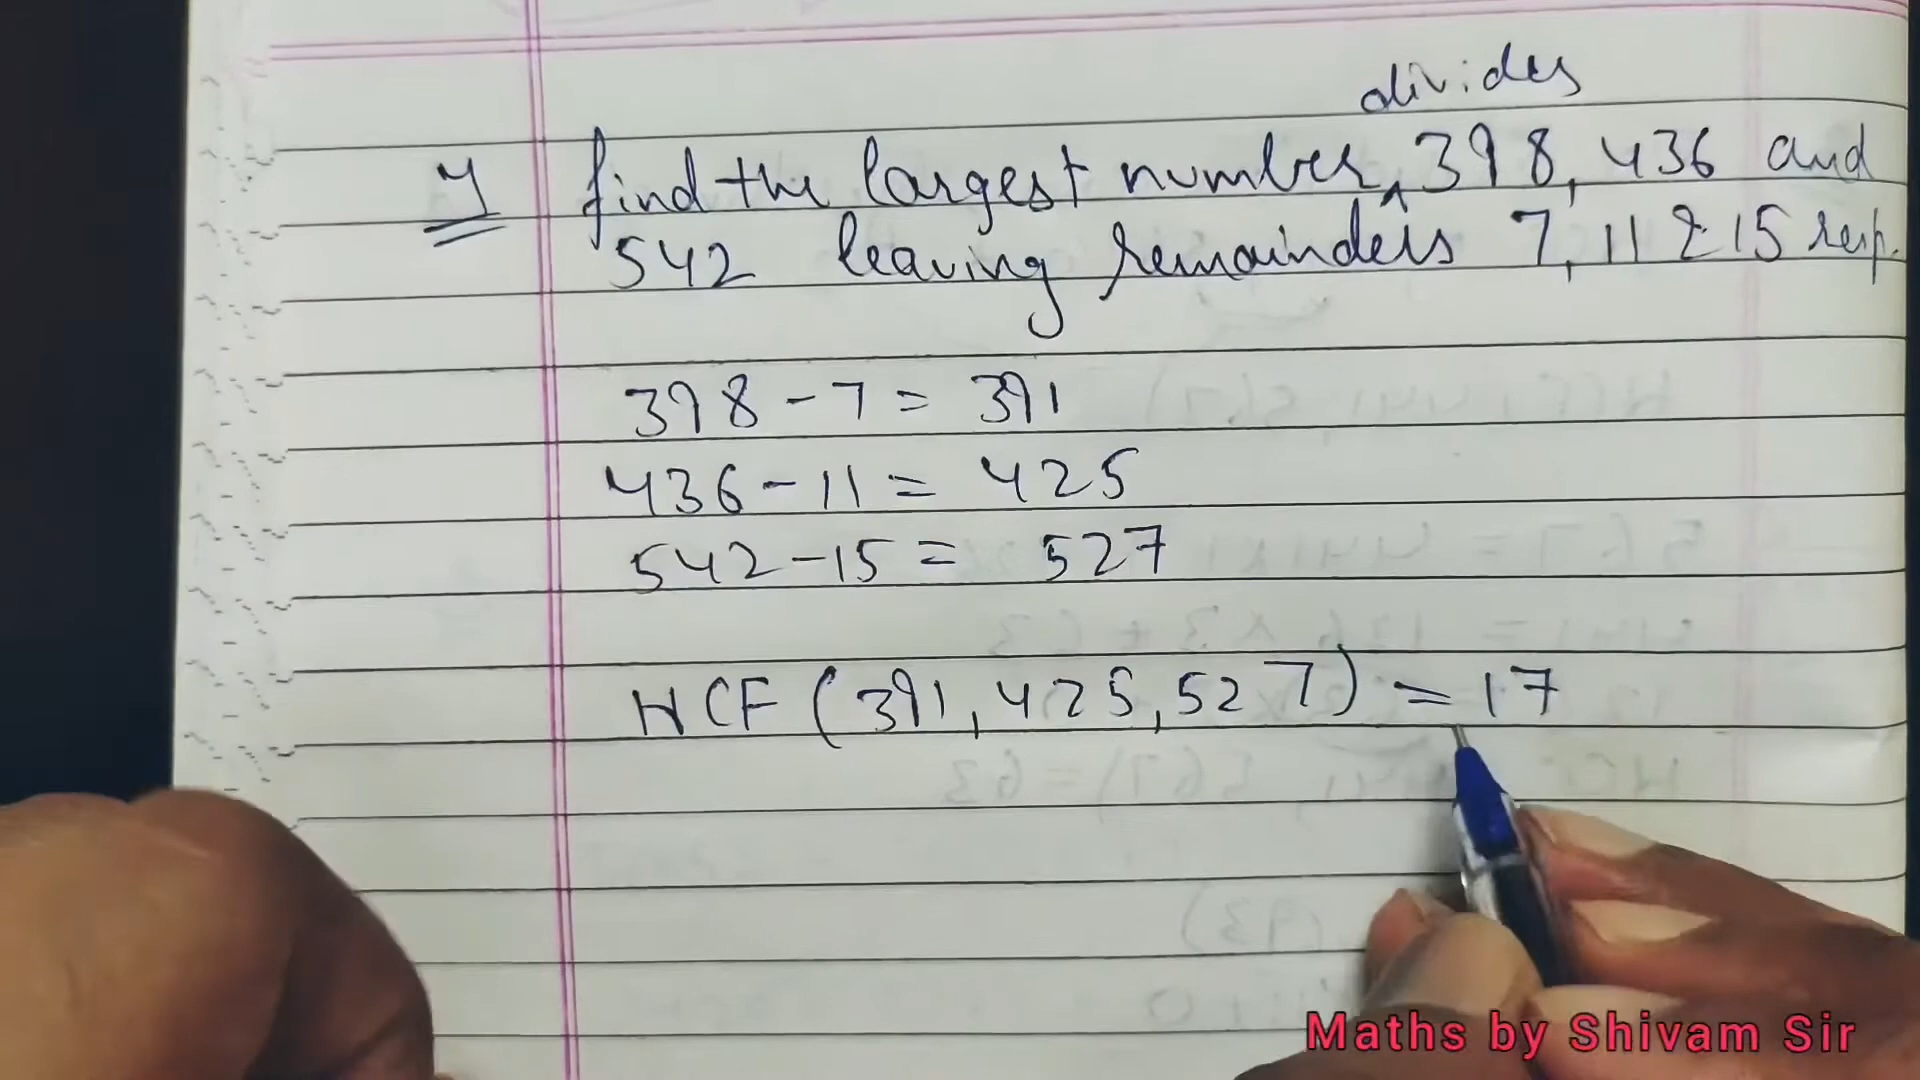 divides
4 find the largest number ^ 398, 436 and
542 leaving remainders 7, 11 & 15 resp.
398 - 7 = 391
436 - 11 = 425
542 - 15 = 527
HCF (391, 425, 527) = 17
Maths by Shivam Sir